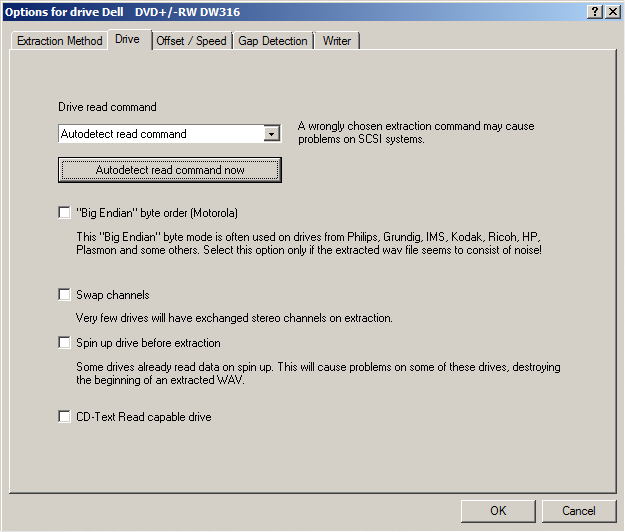 Options for drive Dell DVD+/-RW DW316
Extraction Method Drive Offset / Speed Gap Detection Writer
Drive read command
Autodetect read command
A wrongly chosen extraction command may cause
problems on SCSI systems.
Autodetect read command now
"Big Endian" byte order (Motorola)
This "Big Endian" byte mode is often used on drives from Philips, Grundig, IMS, Kodak, Ricoh, HP,
Plasmon and some others. Select this option only if the extracted wav file seems to consist of noise!
Swap channels
Very few drives will have exchanged stereo channels on extraction.
Spin up drive before extraction
Some drives already read data on spin up. This will cause problems on some of these drives, destroying
the beginning of an extracted WAV.
CD-Text Read capable drive
OK Cancel